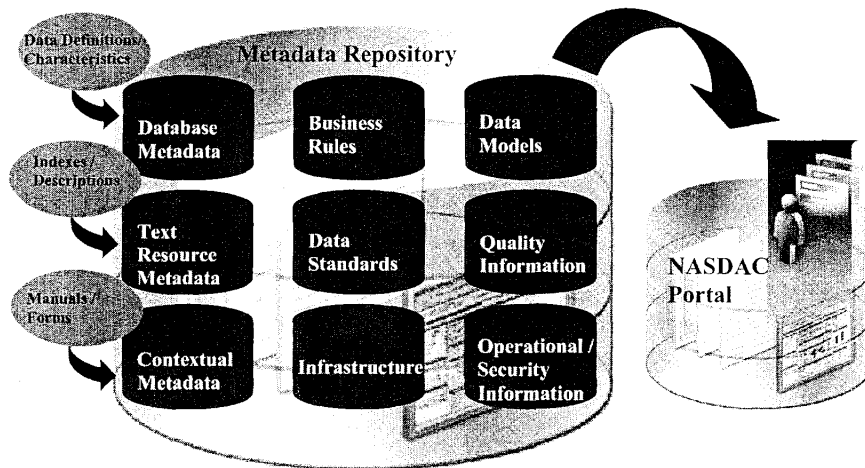 Data Definitions/
Characteristics
Metadata Repository
Database
Metadata
Business
Rules
Data
Models
Indexes /
Descriptions
Text
Resource
Metadata
Data
Standards
Quality
Information
NASDAC
Portal
Manuals /
Forms
Contextual
Metadata
Infrastructure
Operational /
Security
Information